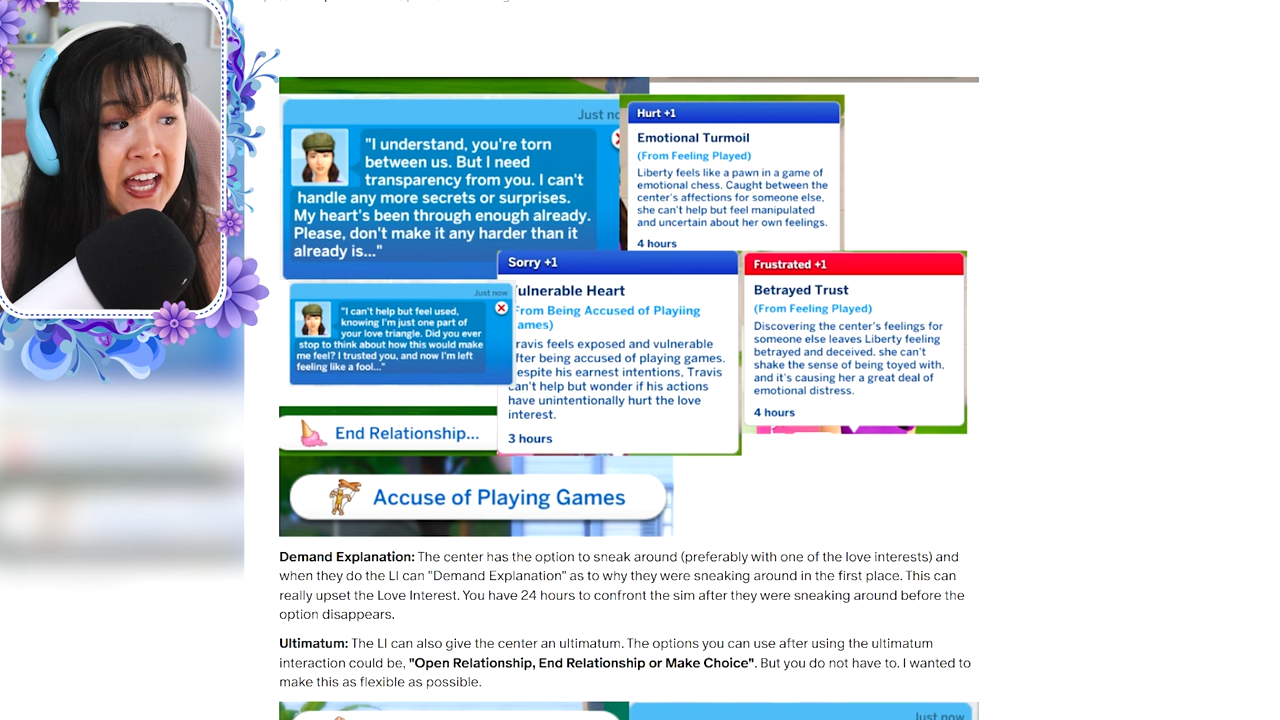 Just no
"I understand, you're torn
between us. But I need
transparency from you. I can't
handle any more secrets or surprises.
My heart's been through enough already.
Please, don't make it any harder than it
already is..."
Hurt +1
Emotional Turmoil
(From Feeling Played)
Liberty feels like a pawn in a game of
emotional chess. Caught between the
center's affections for someone else,
she can't help but feel manipulated
and uncertain about her own feelings.
4 hours
Just now
"I can't help but feel used,
knowing I'm just one part of
your love triangle. Did you ever
stop to think about how this would make
me feel? I trusted you, and now I'm left
feeling like a fool..."
Sorry +1
ulnerable Heart
From Being Accused of Playiing
ames)
ravis feels exposed and vulnerable
fter being accused of playing games.
espite his earnest intentions, Travis
can't help but wonder if his actions
have unintentionally hurt the love
interest.
3 hours
Frustrated +1
Betrayed Trust
(From Feeling Played)
Discovering the center's feelings for
someone else leaves Liberty feeling
betrayed and deceived. she can't
shake the sense of being toyed with,
and it's causing her a great deal of
emotional distress.
4 hours
End Relationship...
Accuse of Playing Games
Demand Explanation: The center has the option to sneak around (preferably with one of the love interests) and
when they do the LI can "Demand Explanation" as to why they were sneaking around in the first place. This can
really upset the Love Interest. You have 24 hours to confront the sim after they were sneaking around before the
option disappears.
Ultimatum: The LI can also give the center an ultimatum. The options you can use after using the ultimatum
interaction could be, "Open Relationship, End Relationship or Make Choice". But you do not have to. I wanted to
make this as flexible as possible.
Just now